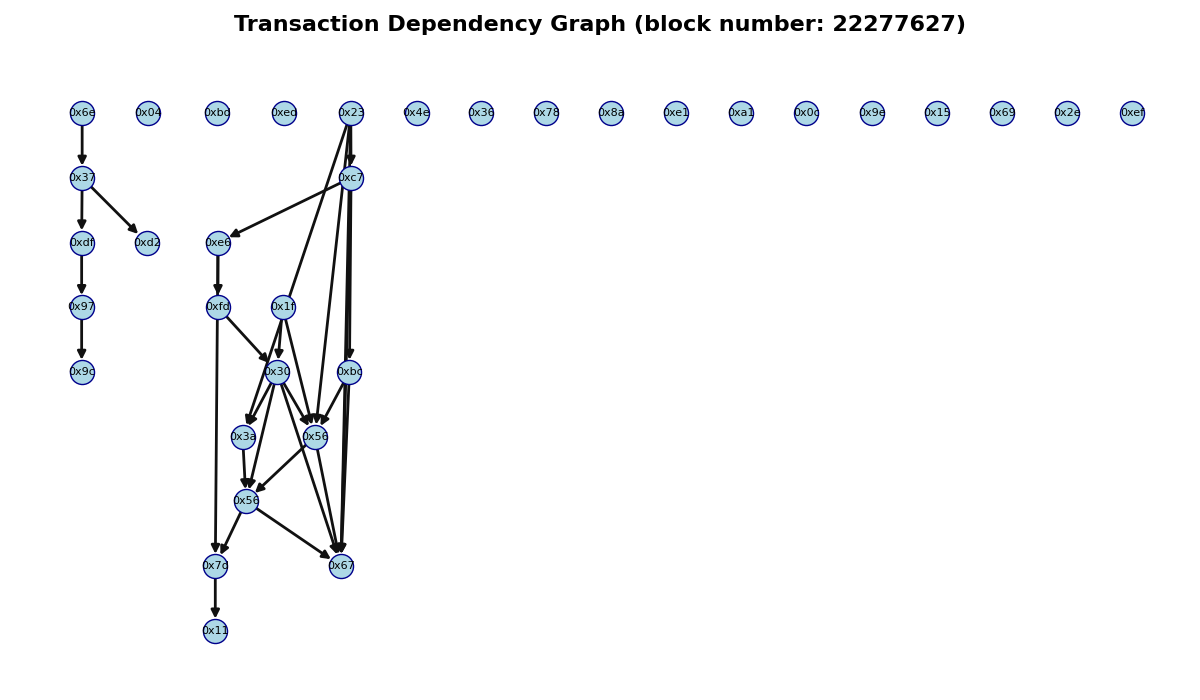 Transaction Dependency Graph (block number: 22277627)
0x6e 0x04 0xbd 0xed 0x23 0x4e 0x36 0x78 0x8a 0xe1 0xa1 0x0c 0x9e 0x15 0x69 0x2e 0xef
0x37 0xc7
0xdf 0xd2 0xe6
0x97 0xfd 0x1f
0x9c 0x30 0xbc
0x3a 0x56
0x56
0x7d 0x67
0x11